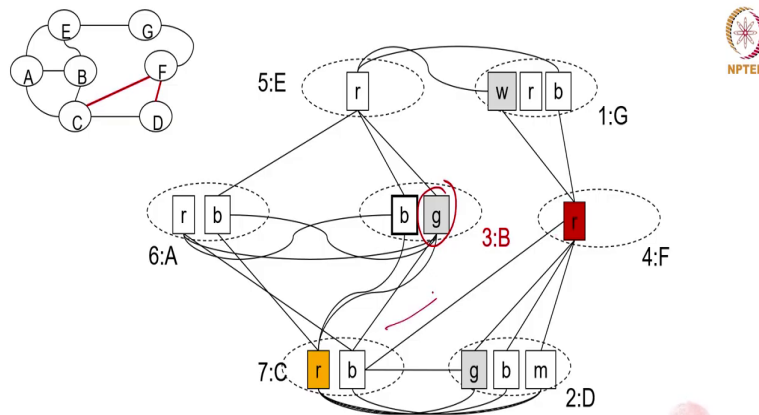 E G
A B F
C D
NPTEL
5:E r
w r b
1:G
r b
b g
3:B
r
6:A
4:F
7:C r b
g b m
2:D